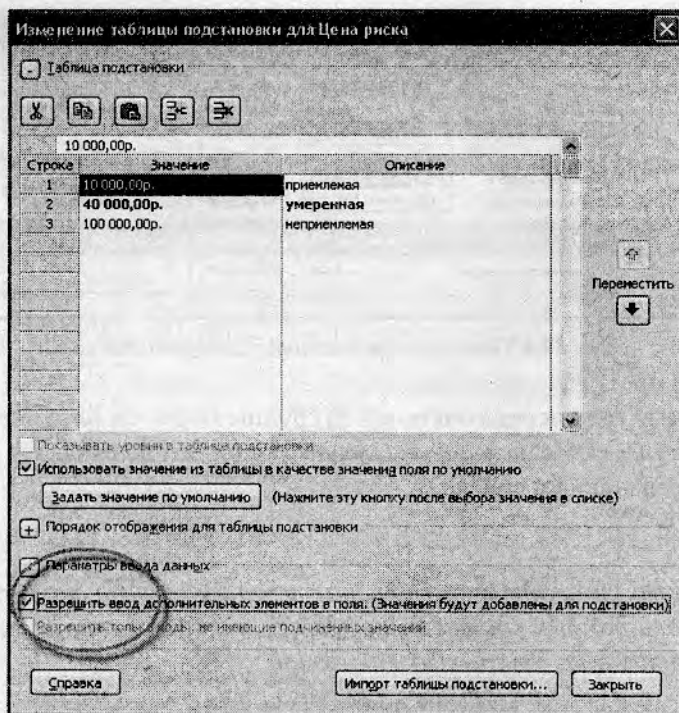 Изменение таблицы подстановки для Цена риска
Таблица подстановки
10 000,00р.
Строка Значение Описание
1 10 000,00р. приемлемая
2 40 000,00р. умеренная
3 100 000,00р. неприемлемая
Переместить
Показывать уровни в таблице подстановки
Использовать значение из таблицы в качестве значения поля по умолчанию
Задать значение по умолчанию (Нажмите эту кнопку после выбора значения в списке)
+ Порядок отображения для таблицы подстановки
- Параметры ввода данных
Разрешить ввод дополнительных элементов в поля. (Значения будут добавлены для подстановки)
Разрешить только коды, не имеющие подчиненных значений
Справка Импорт таблицы подстановки... Закрыть